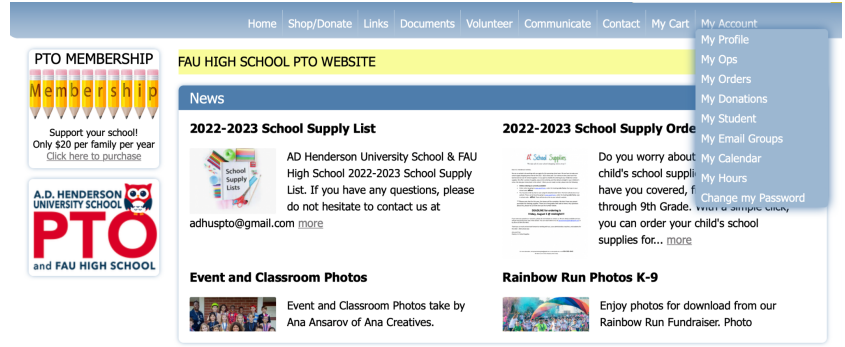 Home Shop/Donate Links Documents Volunteer Communicate Contact My Cart My Account
My Profile
My Ops
My Orders
My Donations
My Student
My Email Groups
My Calendar
My Hours
Change my Password
PTO MEMBERSHIP
Membership
Support your school!
Only $20 per family per year
Click here to purchase
A.D. HENDERSON
UNIVERSITY SCHOOL
PTO
and FAU HIGH SCHOOL
FAU HIGH SCHOOL PTO WEBSITE
News
2022-2023 School Supply List
School
Supply
Lists
AD Henderson University School & FAU
High School 2022-2023 School Supply
List. If you have any questions, please
do not hesitate to contact us at
adhuspto@gmail.com more
2022-2023 School Supply Orde
School Supplies
Do you worry about
child's school suppli
have you covered, f
through 9th Grade. With a simple click,
you can order your child's school
supplies for... more
Event and Classroom Photos
Event and Classroom Photos take by
Ana Ansarov of Ana Creatives.
Rainbow Run Photos K-9
Enjoy photos for download from our
Rainbow Run Fundraiser. Photo